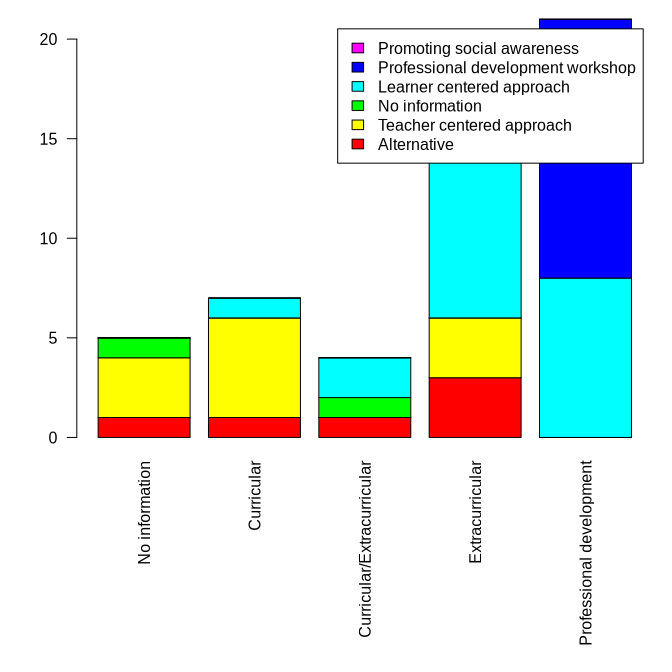 20
15
10
5
0
Promoting social awareness
Professional development workshop
Learner centered approach
No information
Teacher centered approach
Alternative
No information
Curricular
Curricular/Extracurricular
Extracurricular
Professional development